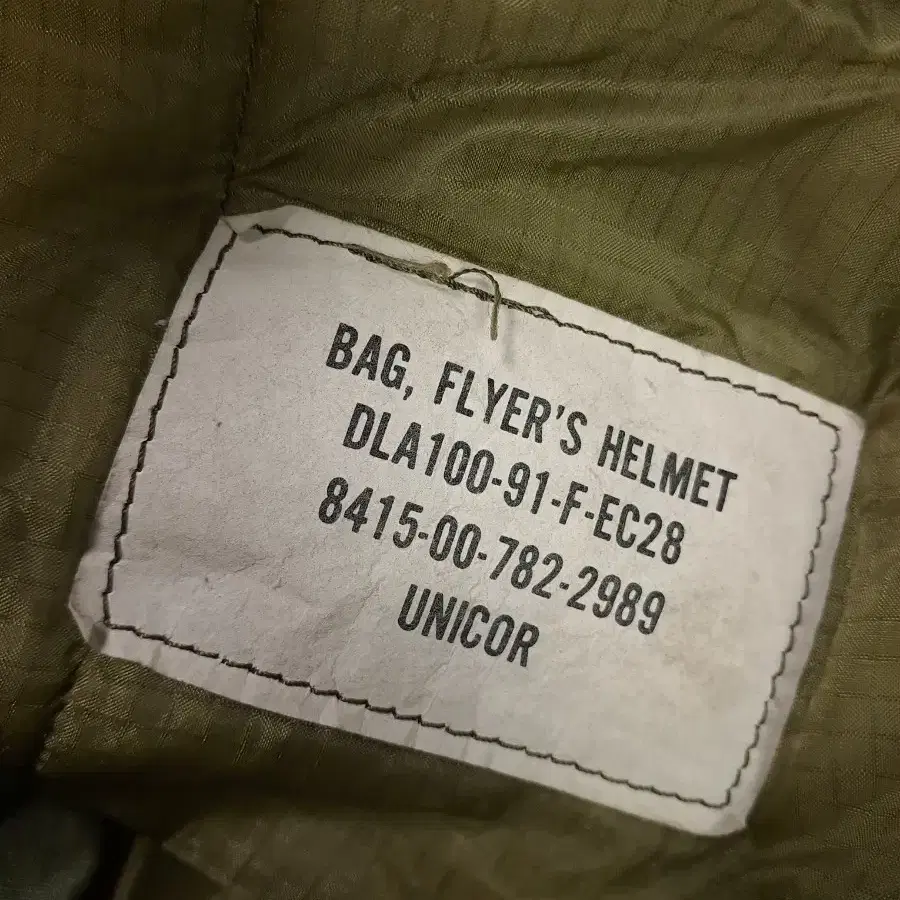 BAG, FLYER'S HELMET
DLA100-91-F-EC28
8415-00-782-2989
UNICOR